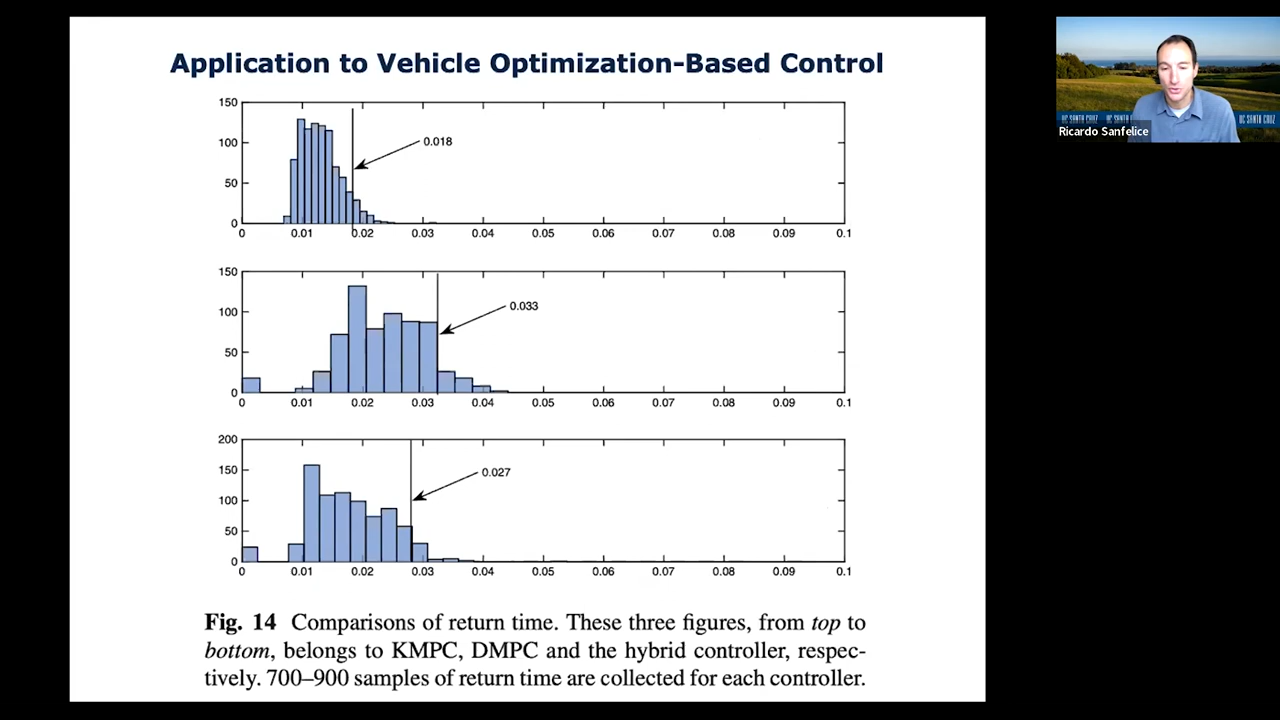 Application to Vehicle Optimization-Based Control
150
100
50
0
0.018
0 0.01 0.02 0.03 0.04 0.05 0.06 0.07 0.08 0.09 0.1
150
100
50
0
0.033
0 0.01 0.02 0.03 0.04 0.05 0.06 0.07 0.08 0.09 0.1
200
150
100
50
0
0.027
0 0.01 0.02 0.03 0.04 0.05 0.06 0.07 0.08 0.09 0.1
Fig. 14 Comparisons of return time. These three figures, from top to
bottom, belongs to KMPC, DMPC and the hybrid controller, respec-
tively. 700–900 samples of return time are collected for each controller.
UC SANTA CRUZ
Ricardo Sanfelice